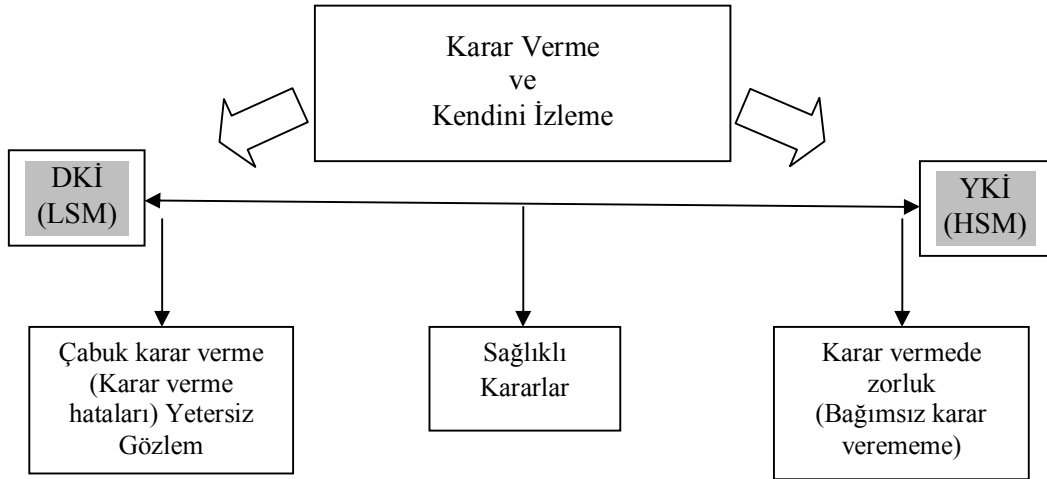 Karar Verme
ve
Kendini İzleme
DKİ
(LSM)
YKİ
(HSM)
Çabuk karar verme
(Karar verme
hataları) Yetersiz
Gözlem
Sağlıklı
Kararlar
Karar vermede
zorluk
(Bağımsız karar
verememe)